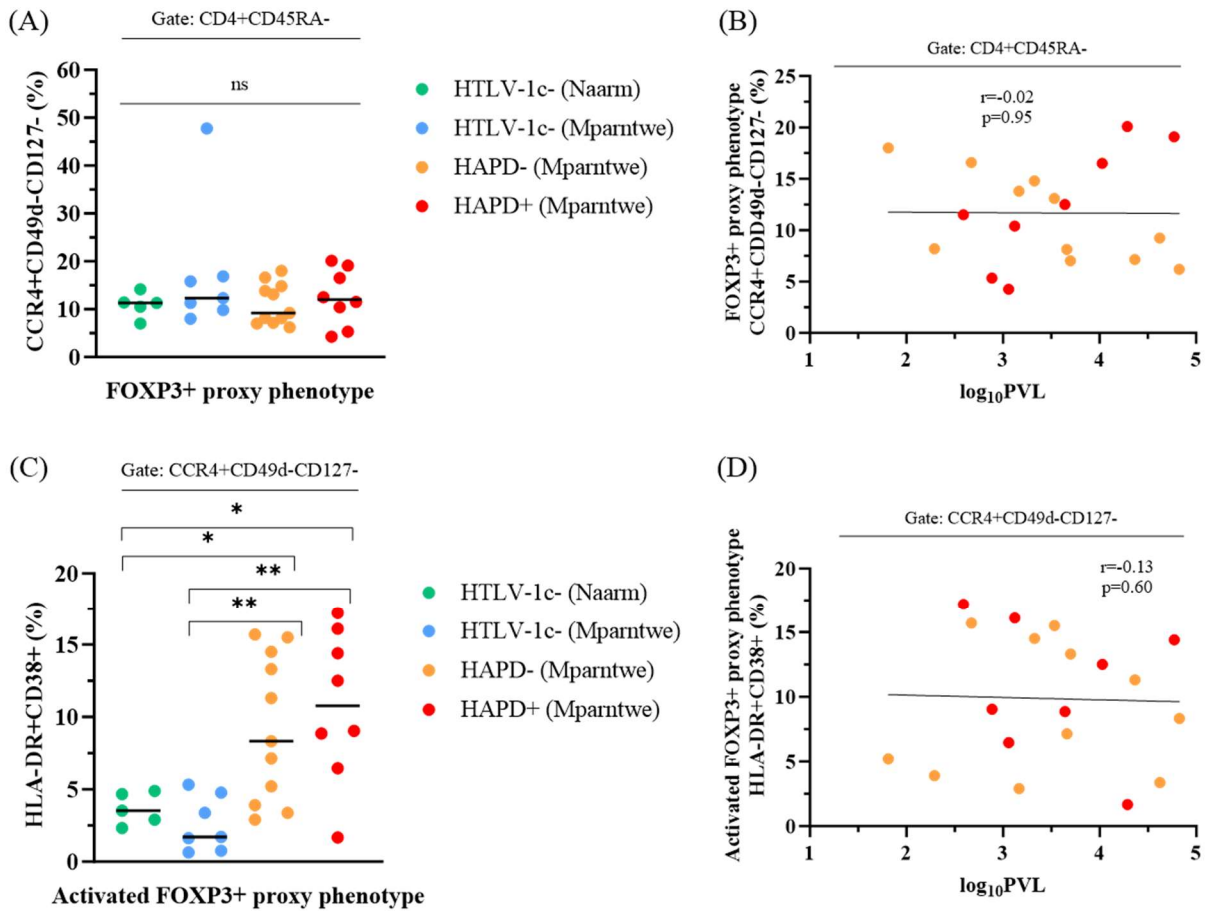 (A)
Gate: CD4+CD45RA-
ns
60
50
40
30
20
10
0
CCR4+CD49d-CD127- (%)
FOXP3+ proxy phenotype
HTLV-1c- (Naarm)
HTLV-1c- (Mparntwe)
HAPD- (Mparntwe)
HAPD+ (Mparntwe)
(B)
Gate: CD4+CD45RA-
r=-0.02
p=0.95
25
20
15
10
5
0
FOXP3+ proxy phenotype
CCR4+CDD49d-CD127- (%)
1 2 3 4 5
log₁₀PVL
(C)
Gate: CCR4+CD49d-CD127-
*
*
**
**
20
15
10
5
0
HLA-DR+CD38+ (%)
Activated FOXP3+ proxy phenotype
HTLV-1c- (Naarm)
HTLV-1c- (Mparntwe)
HAPD- (Mparntwe)
HAPD+ (Mparntwe)
(D)
Gate: CCR4+CD49d-CD127-
r=-0.13
p=0.60
20
15
10
5
0
Activated FOXP3+ proxy phenotype
HLA-DR+CD38+ (%)
1 2 3 4 5
log₁₀PVL